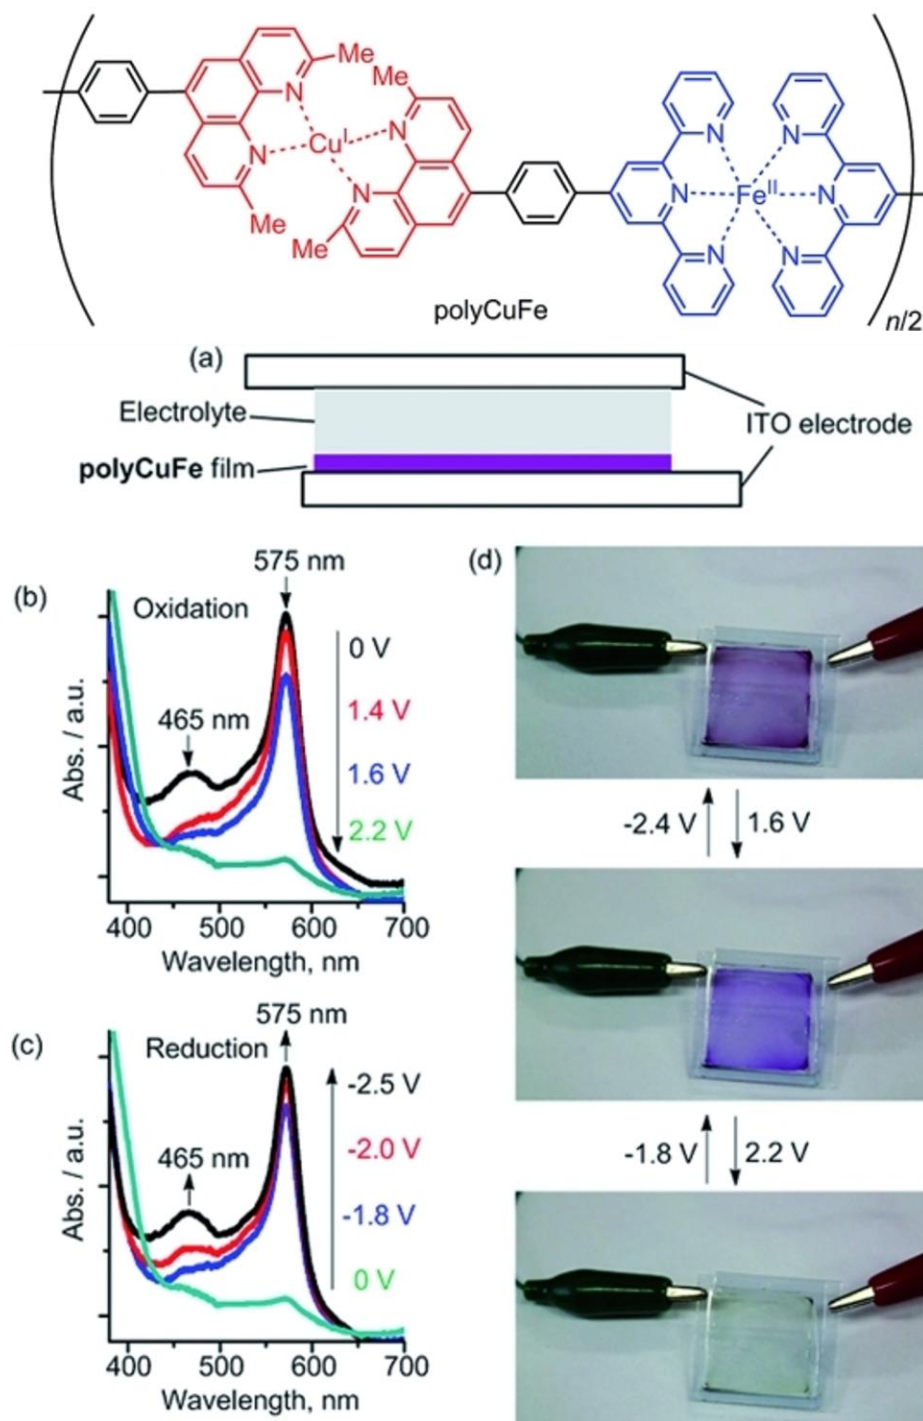 Me
Me
N
N
Cu^I
N
N
Me
Me
N
N
N
Fe^II
N
N
N
polyCuFe
n/2
(a)
Electrolyte
polyCuFe film
ITO electrode
(b)
Oxidation
575 nm
465 nm
0 V
1.4 V
1.6 V
2.2 V
Abs. / a.u.
400 500 600 700
Wavelength, nm
(c)
Reduction
575 nm
465 nm
-2.5 V
-2.0 V
-1.8 V
0 V
Abs. / a.u.
400 500 600 700
Wavelength, nm
(d)
-2.4 V 1.6 V
-1.8 V 2.2 V